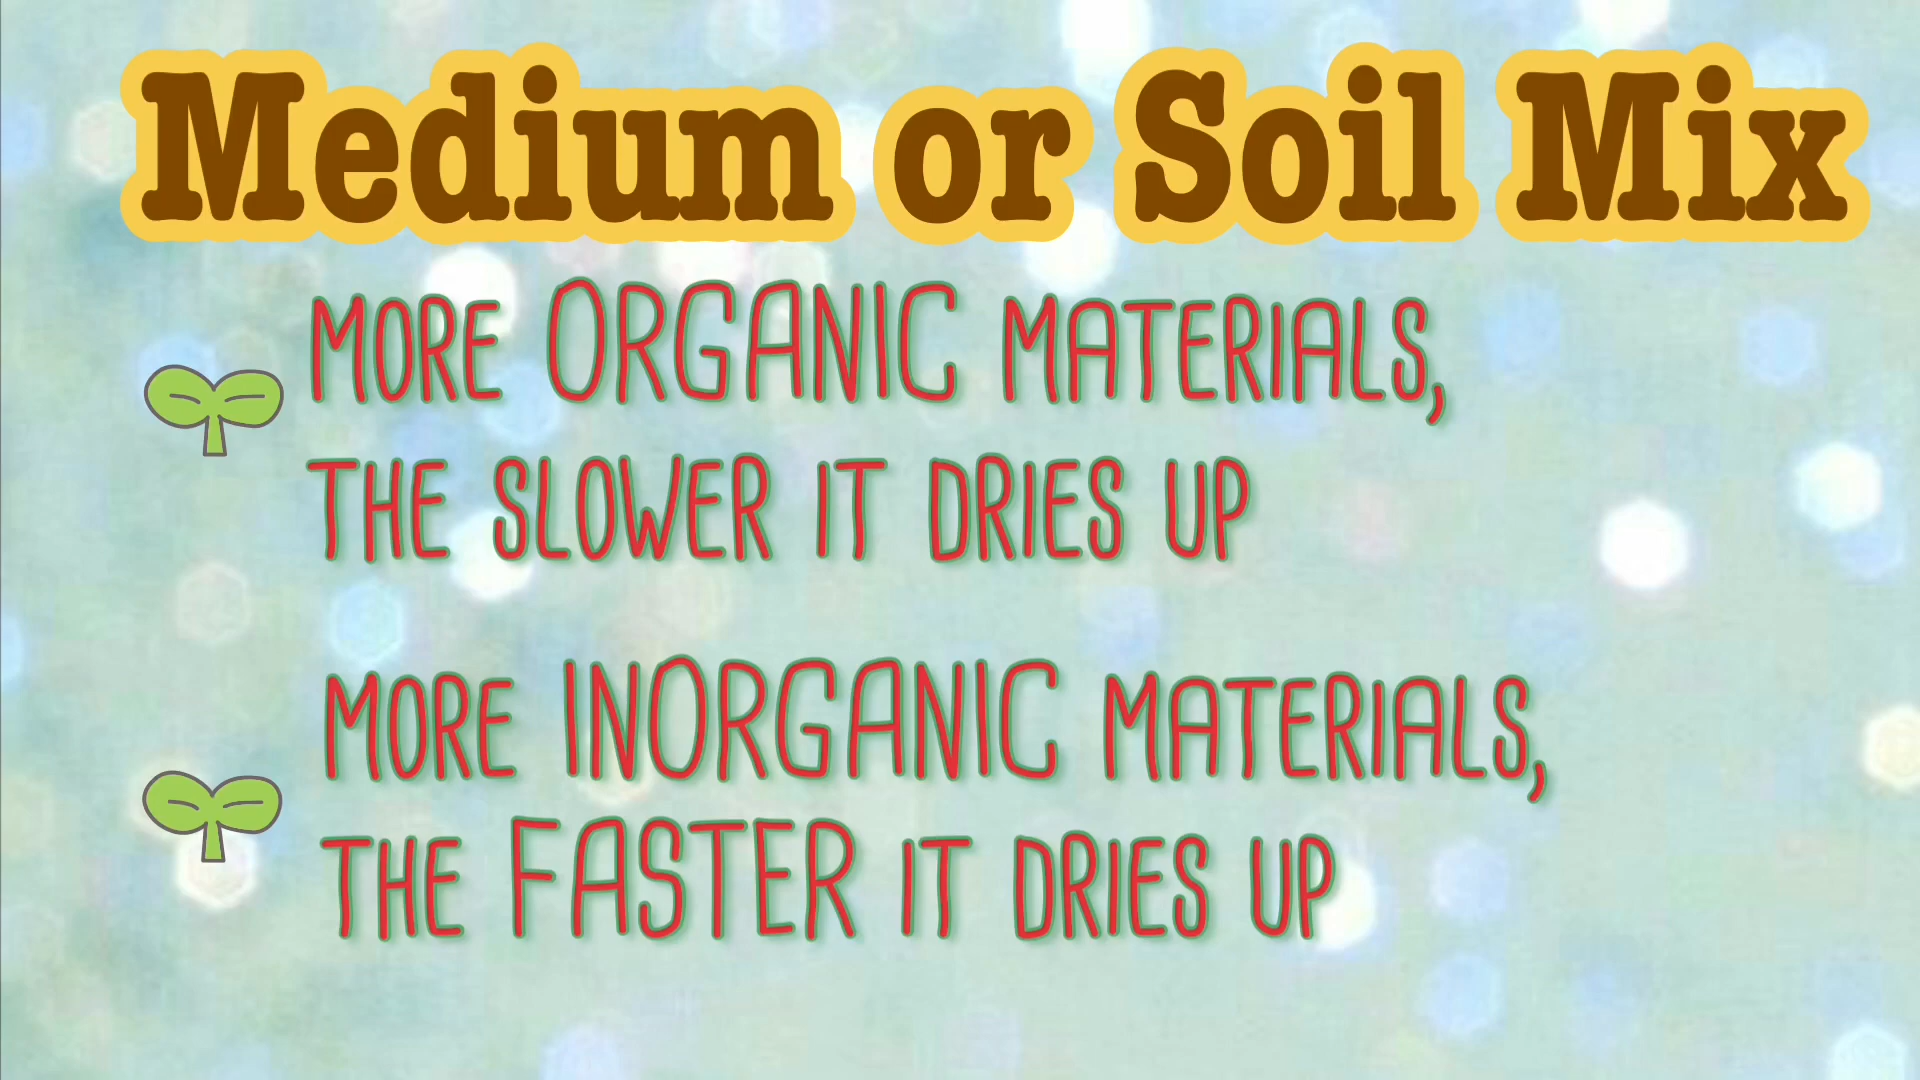 Medium or Soil Mix
MORE ORGANIC MATERIALS,
THE SLOWER IT DRIES UP
MORE INORGANIC MATERIALS,
THE FASTER IT DRIES UP